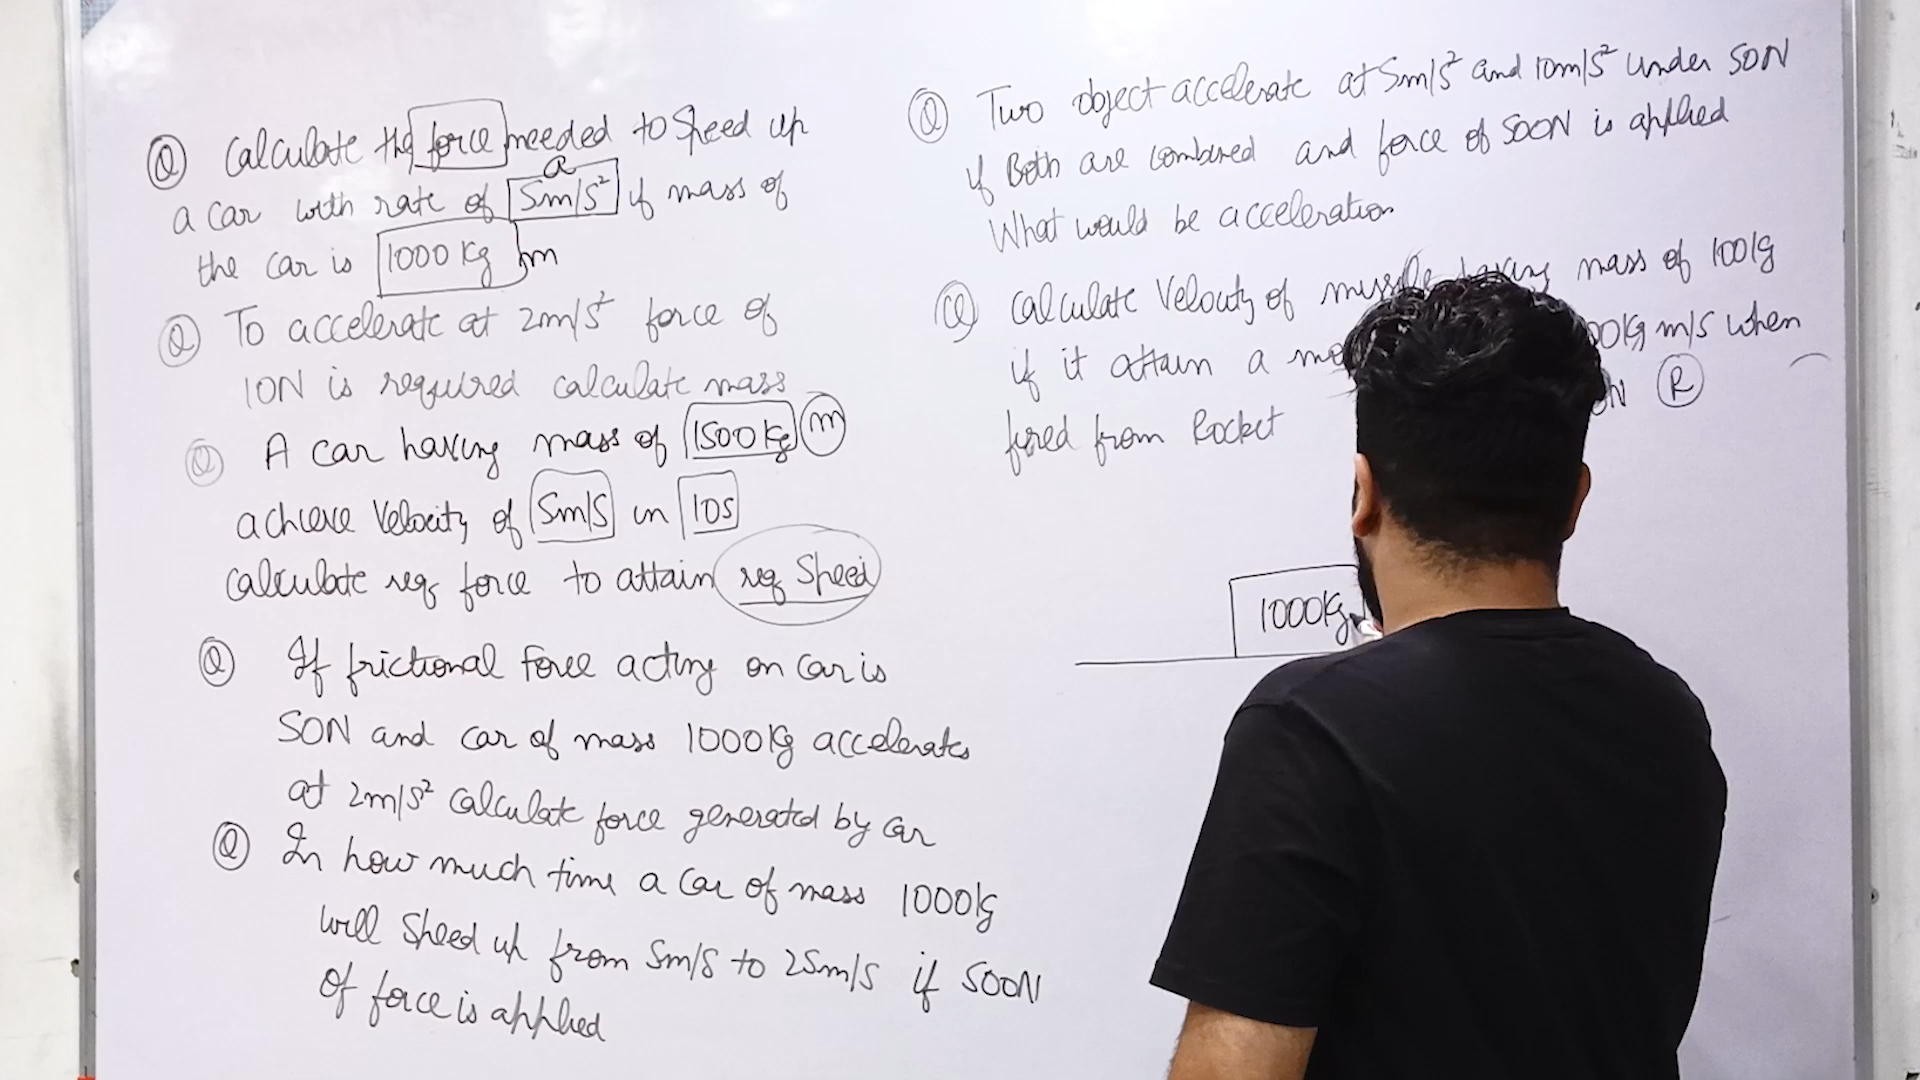 Q Calculate the force needed to speed up
a
a car with rate of 5m/s² if mass of
the car is 1000 kg m
Q To accelerate at 2m/s² force of
10N is required calculate mass
Q A car having mass of 1500 kg m
achieve velocity of 5m/s in 10s
calculate req force to attain req speed
Q If frictional force acting on car is
50N and car of mass 1000kg accelerates
at 2m/s² calculate force generated by car
Q In how much time a car of mass 1000kg
will speed up from 5m/s to 25m/s if 500N
of force is applied
Q Two object accelerate at 5m/s² and 10m/s² under 50N
if Both are combined and force of 500N is applied
What would be acceleration
Q Calculate velocity of having mass of 100kg
if it attain a kg m/s when
fired from Rocket R
1000kg